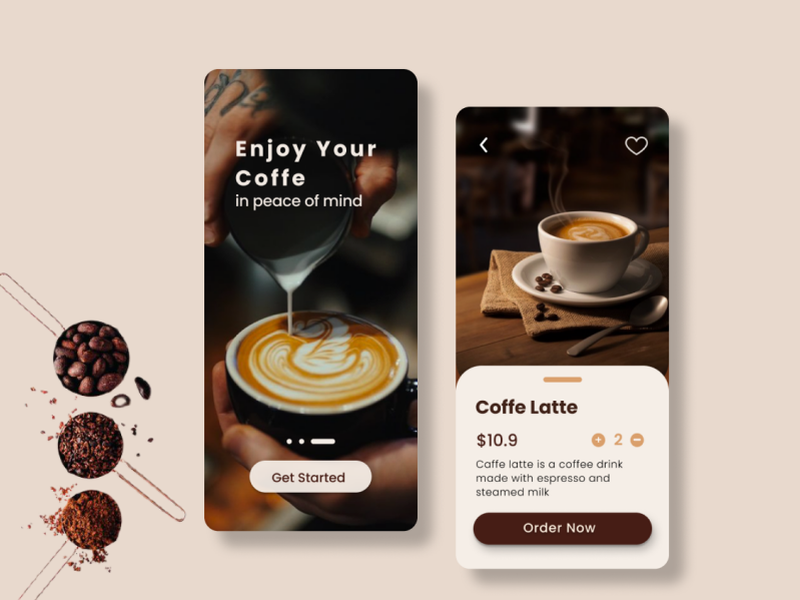 Enjoy Your
Coffe
in peace of mind
Get Started
Coffe Latte
$10.9
2
Caffe latte is a coffee drink
made with espresso and
steamed milk
Order Now